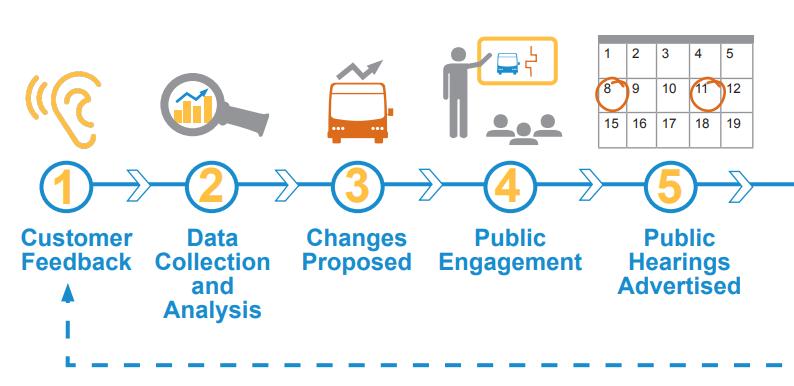 1 2 3 4 5
8 9 10 11 12
15 16 17 18 19
1 2 3 4 5
Customer
Feedback
Data
Collection
and
Analysis
Changes
Proposed
Public
Engagement
Public
Hearings
Advertised